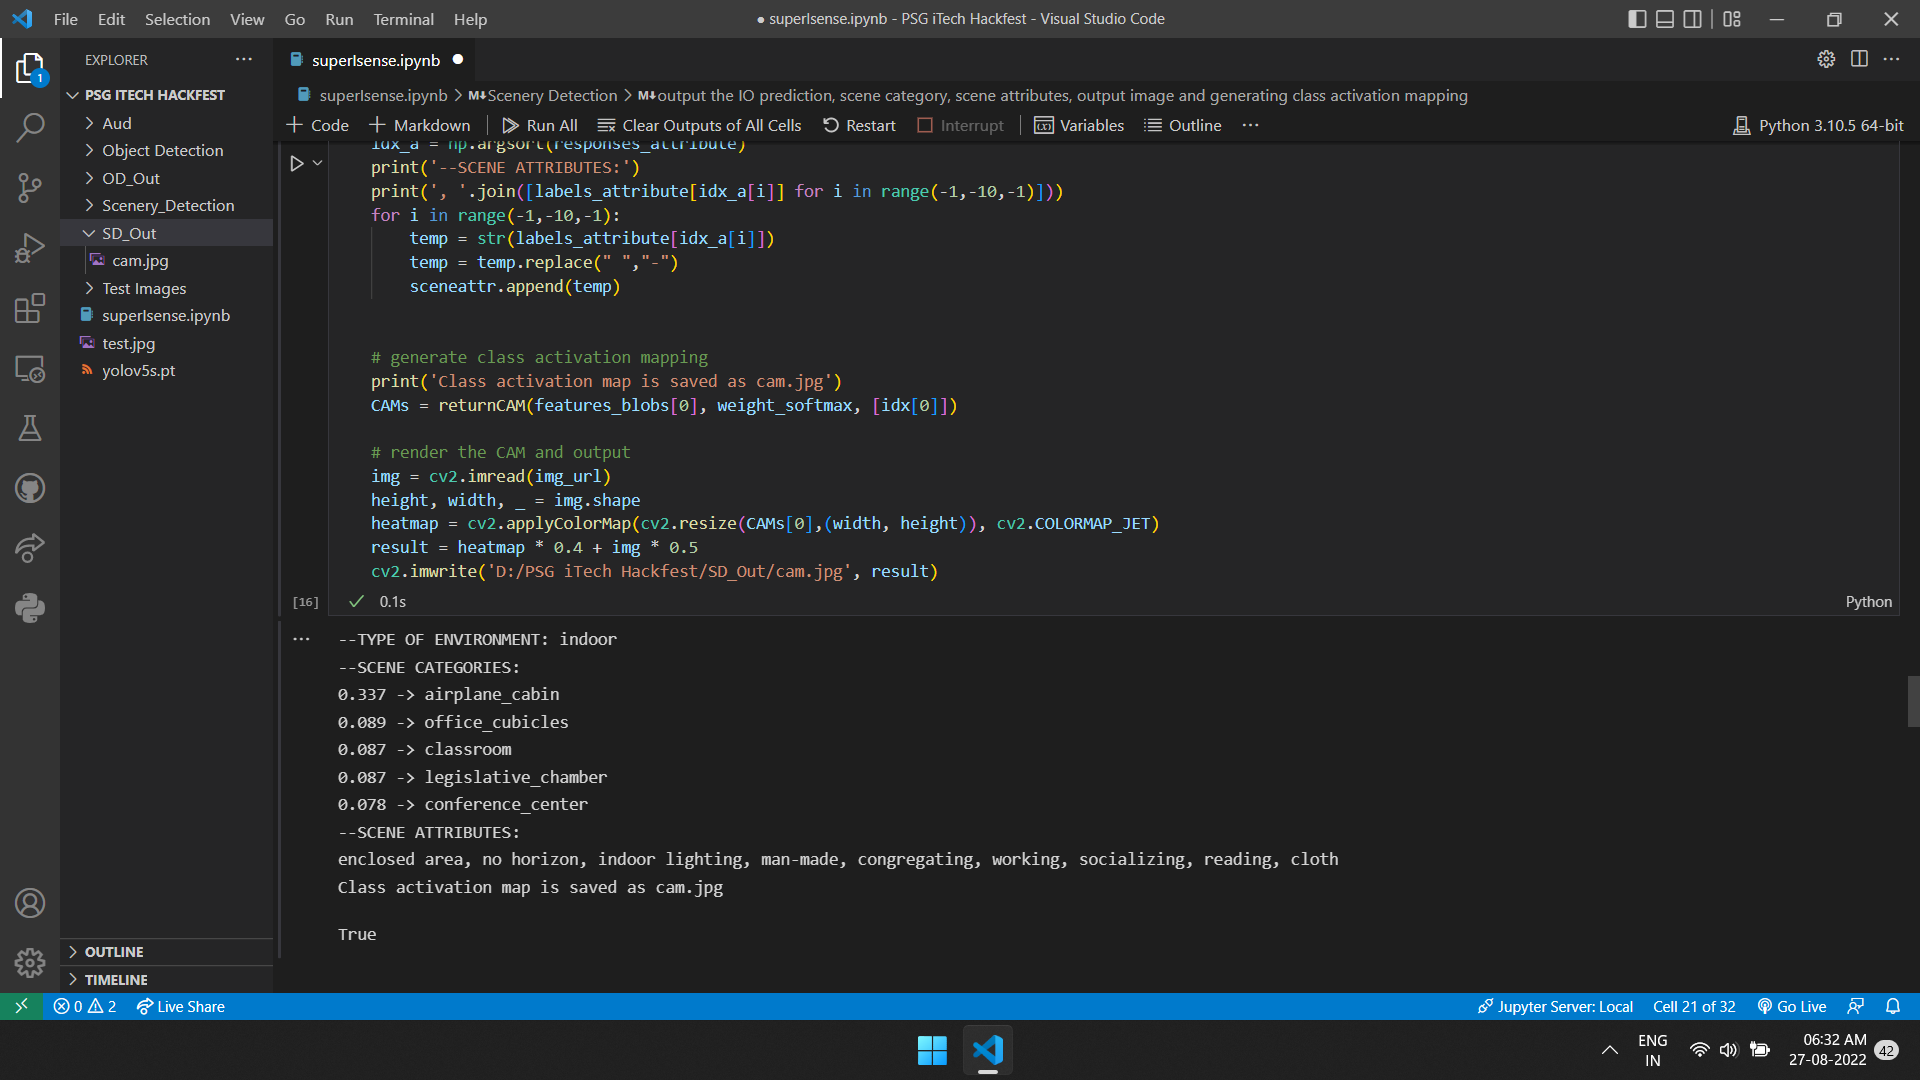 File Edit Selection View Go Run Terminal Help
● superIsense.ipynb - PSG iTech Hackfest - Visual Studio Code
EXPLORER
PSG ITECH HACKFEST
Aud
Object Detection
OD_Out
Scenery_Detection
SD_Out
cam.jpg
Test Images
superIsense.ipynb
test.jpg
yolov5s.pt
OUTLINE
TIMELINE
1
superIsense.ipynb
superIsense.ipynb > M↓Scenery Detection > M↓output the IO prediction, scene category, scene attributes, output image and generating class activation mapping
+ Code + Markdown Run All Clear Outputs of All Cells Restart Interrupt Variables Outline ...
Python 3.10.5 64-bit
idx_a = np.argsort(responses_attribute)
print('--SCENE ATTRIBUTES:')
print(', '.join([labels_attribute[idx_a[i]] for i in range(-1,-10,-1)]))
for i in range(-1,-10,-1):
    temp = str(labels_attribute[idx_a[i]])
    temp = temp.replace(" ","-")
    sceneattr.append(temp)
# generate class activation mapping
print('Class activation map is saved as cam.jpg')
CAMs = returnCAM(features_blobs[0], weight_softmax, [idx[0]])
# render the CAM and output
img = cv2.imread(img_url)
height, width, _ = img.shape
heatmap = cv2.applyColorMap(cv2.resize(CAMs[0],(width, height)), cv2.COLORMAP_JET)
result = heatmap * 0.4 + img * 0.5
cv2.imwrite('D:/PSG iTech Hackfest/SD_Out/cam.jpg', result)
[16] ✓ 0.1s
Python
--TYPE OF ENVIRONMENT: indoor
--SCENE CATEGORIES:
0.337 -> airplane_cabin
0.089 -> office_cubicles
0.087 -> classroom
0.087 -> legislative_chamber
0.078 -> conference_center
--SCENE ATTRIBUTES:
enclosed area, no horizon, indoor lighting, man-made, congregating, working, socializing, reading, cloth
Class activation map is saved as cam.jpg
True
0 2 Live Share
Jupyter Server: Local Cell 21 of 32 Go Live
ENG
IN
06:32 AM
27-08-2022
42